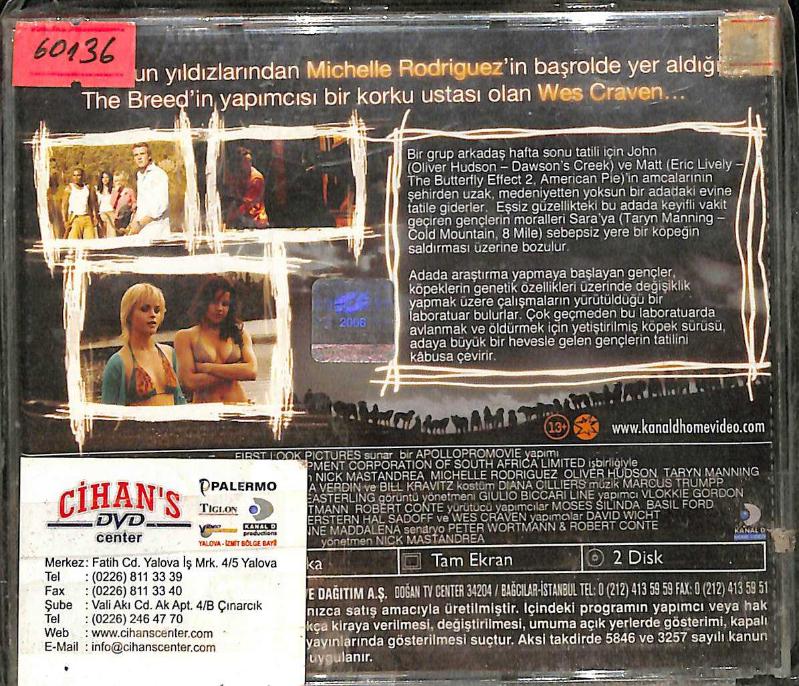 60136
un yıldızlarından Michelle Rodriguez'in başrolde yer aldığı
The Breed'in yapımcısı bir korku ustası olan Wes Craven...
Bir grup arkadaş hafta sonu tatili için John
(Oliver Hudson – Dawson's Creek) ve Matt (Eric Lively –
The Butterfly Effect 2, American Pie)'in amcalarının
şehirden uzak, medeniyetten yoksun bir adadaki evine
tatile giderler. Eşsiz güzellikteki bu adada keyifli vakit
geçiren gençlerin moralleri Sara'ya (Taryn Manning –
Cold Mountain, 8 Mile) sebepsiz yere bir köpeğin
saldırması üzerine bozulur.
Adada araştırma yapmaya başlayan gençler,
köpeklerin genetik özellikleri üzerinde değişiklik
yapmak üzere çalışmaların yürütüldüğü bir
laboratuar bulurlar. Çok geçmeden bu laboratuarda
avlanmak ve öldürmek için yetiştirilmiş köpek sürüsü,
adaya büyük bir hevesle gelen gençlerin tatilini
kâbusa çevirir.
2006
13+
www.kanaldhomevideo.com
FIRST LOOK PICTURES sunar bir APOLLOPROMOVIE yapımı
PMENT CORPORATION OF SOUTH AFRICA LIMITED işbirliğiyle
NICK MASTANDREA, MICHELLE RODRIGUEZ, OLIVER HUDSON, TARYN MANNING
A VERDIN ve BILL KRAVITZ kostüm DIANA CILLIERS müzik MARCUS TRUMPP
EASTERLING görüntü yönetmeni GIULIO BICCARI LINE yapımcı VLOKKIE GORDON
TMANN, ROBERT CONTE yürütücü yapımcılar MOSES SILINDA, BASIL FORD
ERSTERN HAL SADOFF ve WES CRAVEN yapımcılar DAVID WICHT
NNE MADDALENA senaryo PETER WORTMANN & ROBERT CONTE
yönetmen NICK MASTANDREA
KANAL D
HOME VIDEO
ka
Tam Ekran
2 Disk
VE DAĞITIM A.Ş. DOĞAN TV CENTER 34204 / BAĞCILAR-İSTANBUL TEL: 0 (212) 413 59 59 FAX: 0 (212) 413 59 51
nızca satış amacıyla üretilmiştir. İçindeki programın yapımcı veya hak
kça kiraya verilmesi, değiştirilmesi, umuma açık yerlerde gösterimi, kapalı
yayınlarında gösterilmesi suçtur. Aksi takdirde 5846 ve 3257 sayılı kanun
uygulanır.
CİHAN'S
DVD
center
PALERMO
TIGLON
KANAL D
productions
YALOVA - İZMİT BÖLGE BAYİİ
Merkez : Fatih Cd. Yalova İş Mrk. 4/5 Yalova
Tel : (0226) 811 33 39
Fax : (0226) 811 33 40
Şube : Vali Akı Cd. Ak Apt. 4/B Çınarcık
Tel : (0226) 246 47 70
Web : www.cihanscenter.com
E-Mail : info@cihanscenter.com